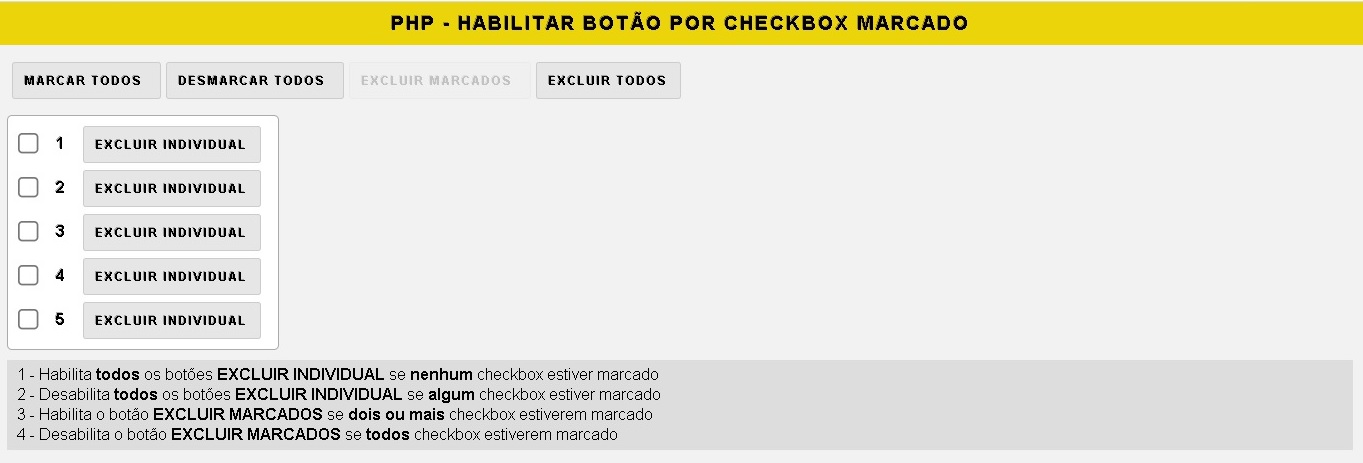 PHP - HABILITAR BOTÃO POR CHECKBOX MARCADO
MARCAR TODOS DESMARCAR TODOS EXCLUIR MARCADOS EXCLUIR TODOS
1 EXCLUIR INDIVIDUAL
2 EXCLUIR INDIVIDUAL
3 EXCLUIR INDIVIDUAL
4 EXCLUIR INDIVIDUAL
5 EXCLUIR INDIVIDUAL
1 - Habilita todos os botões EXCLUIR INDIVIDUAL se nenhum checkbox estiver marcado
2 - Desabilita todos os botões EXCLUIR INDIVIDUAL se algum checkbox estiver marcado
3 - Habilita o botão EXCLUIR MARCADOS se dois ou mais checkbox estiverem marcado
4 - Desabilita o botão EXCLUIR MARCADOS se todos checkbox estiverem marcado